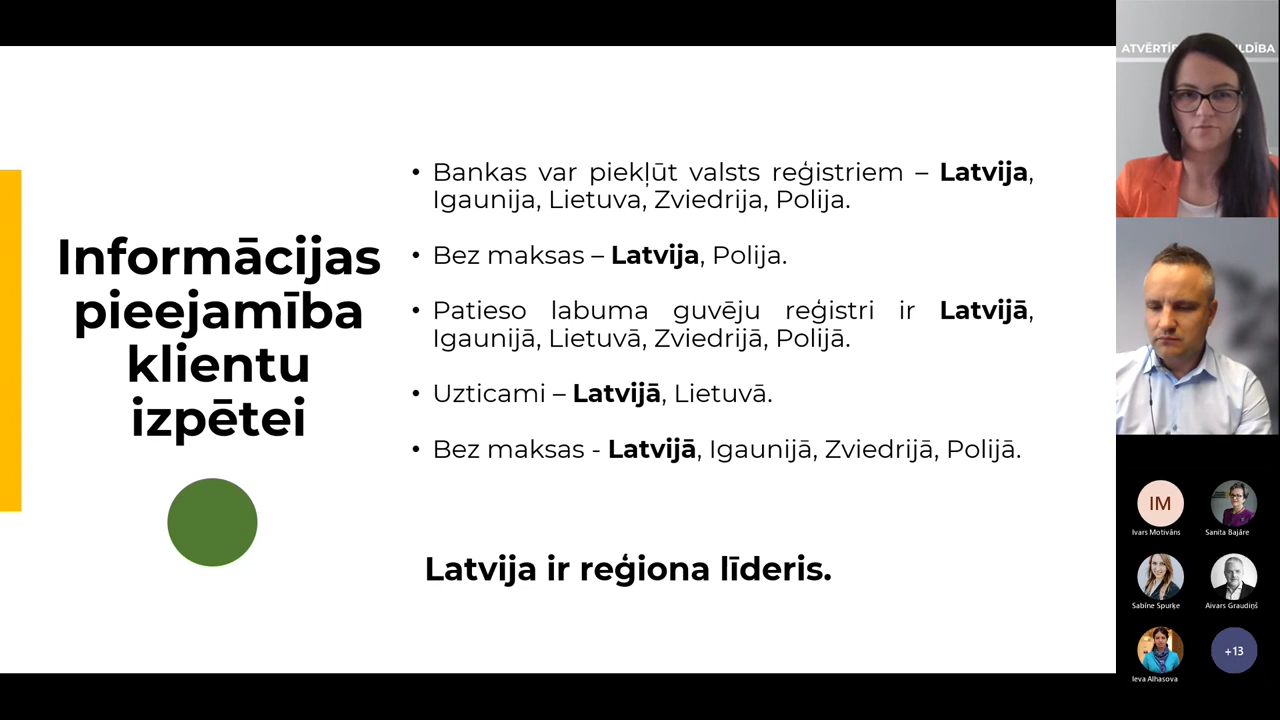 Informācijas
pieejamība
klientu
izpētei
• Bankas var piekļūt valsts reģistriem – Latvija,
Igaunija, Lietuva, Zviedrija, Polija.
• Bez maksas – Latvija, Polija.
• Patieso labuma guvēju reģistri ir Latvijā,
Igaunijā, Lietuvā, Zviedrijā, Polijā.
• Uzticami – Latvijā, Lietuvā.
• Bez maksas - Latvijā, Igaunijā, Zviedrijā, Polijā.
Latvija ir reģiona līderis.
IM
Ivars Motivāns
Sanita Bajāre
Sabīne Spurķe
Aivars Graudiņš
Ieva Alhasova
+13